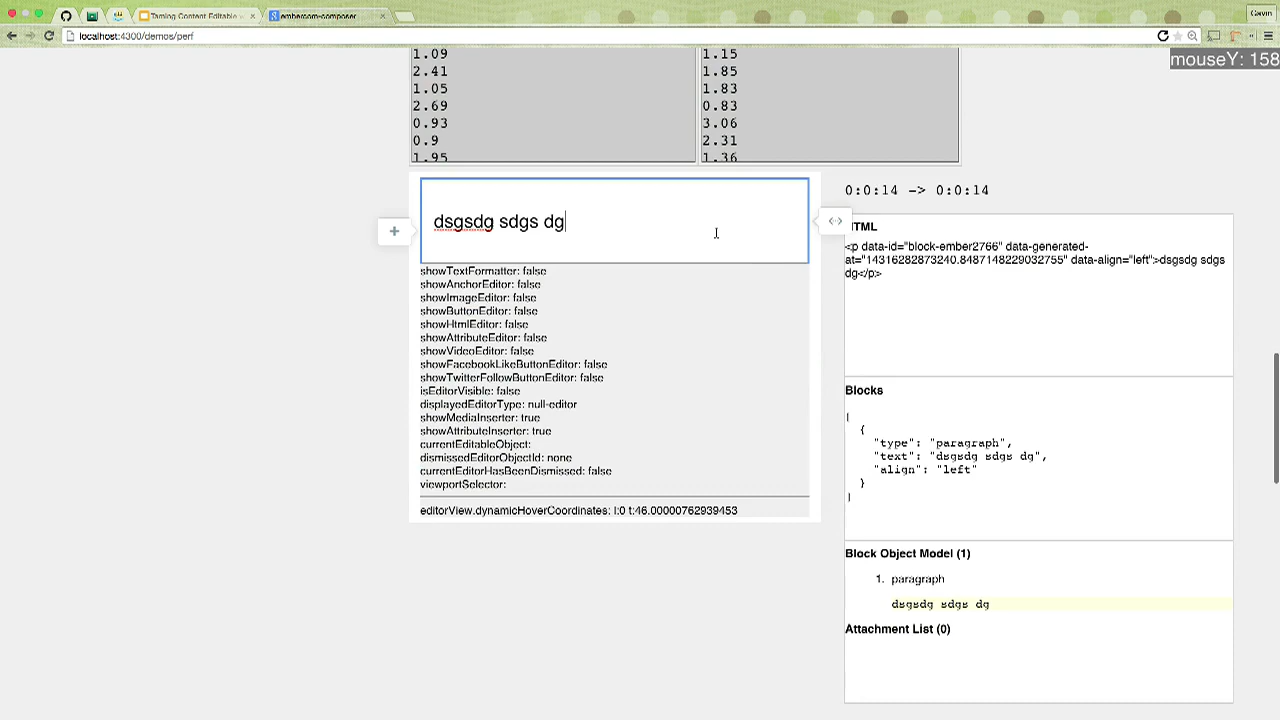 Taming Content Editable
embercom-composer
Gavin
localhost:4300/demos/perf
mouseY: 158
1.09
2.41
1.05
2.69
0.93
0.9
1.95
1.15
1.85
1.83
0.83
3.06
2.31
1.36
0:0:14 -> 0:0:14
dsgsdg sdgs dg
showTextFormatter: false
showAnchorEditor: false
showImageEditor: false
showButtonEditor: false
showHtmlEditor: false
showAttributeEditor: false
showVideoEditor: false
showFacebookLikeButtonEditor: false
showTwitterFollowButtonEditor: false
isEditorVisible: false
displayedEditorType: null-editor
showMediaInserter: true
showAttributeInserter: true
currentEditableObject:
dismissedEditorObjectId: none
currentEditorHasBeenDismissed: false
viewportSelector:
editorView.dynamicHoverCoordinates: l:0 t:46.00000762939453
HTML
<p data-id="block-ember2766" data-generated-
at="14316282873240.8487148229032755" data-align="left">dsgsdg sdgs
dg</p>
Blocks
[
{
"type": "paragraph",
"text": "dsgsdg sdgs dg",
"align": "left"
}
]
Block Object Model (1)
1. paragraph
dsgsdg sdgs dg
Attachment List (0)